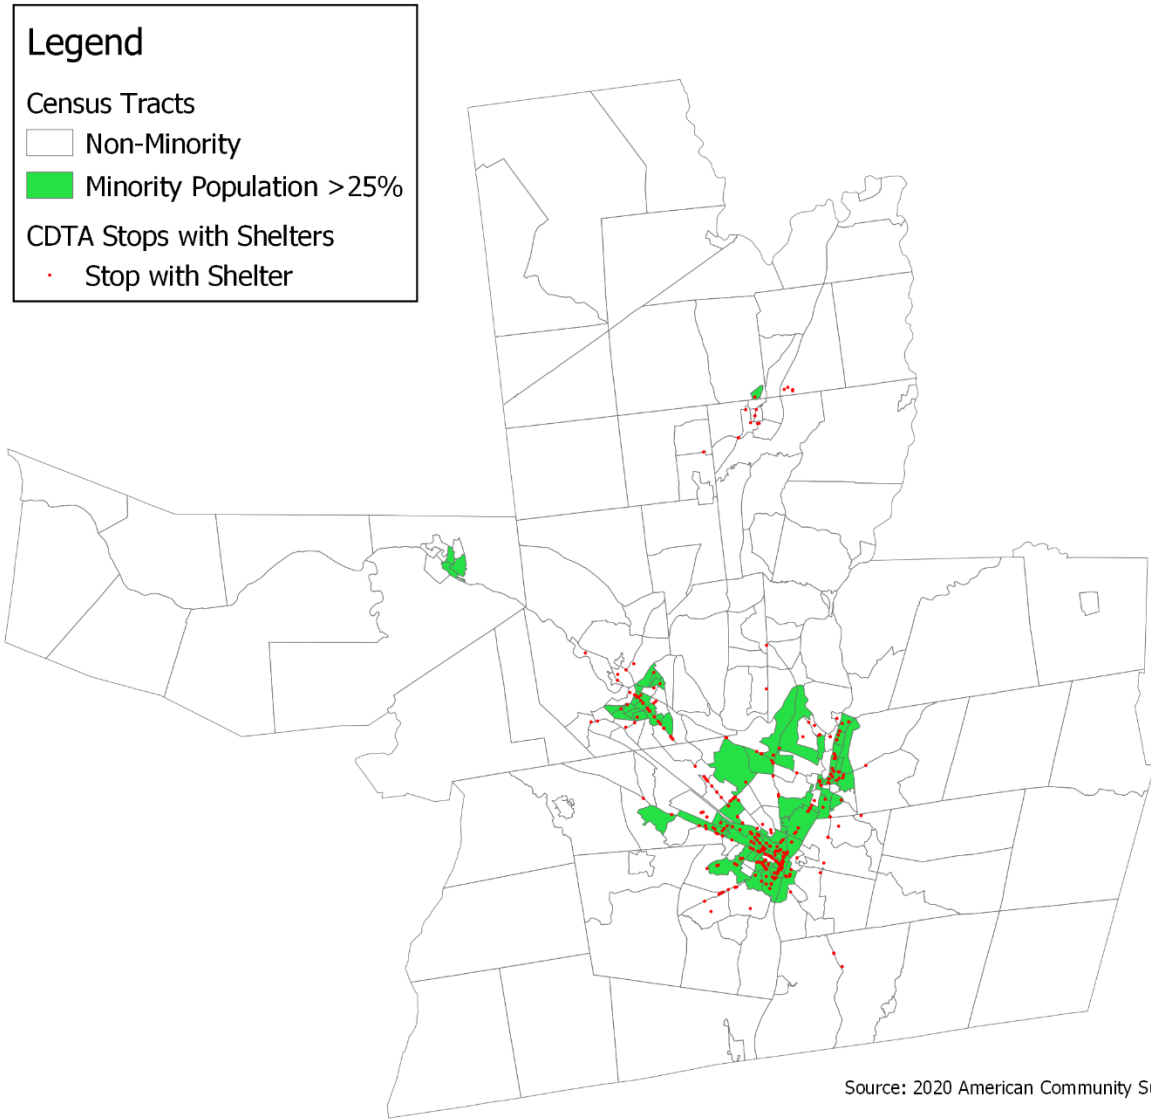 Legend
Census Tracts
Non-Minority
Minority Population >25%
CDTA Stops with Shelters
Stop with Shelter
Source: 2020 American Community